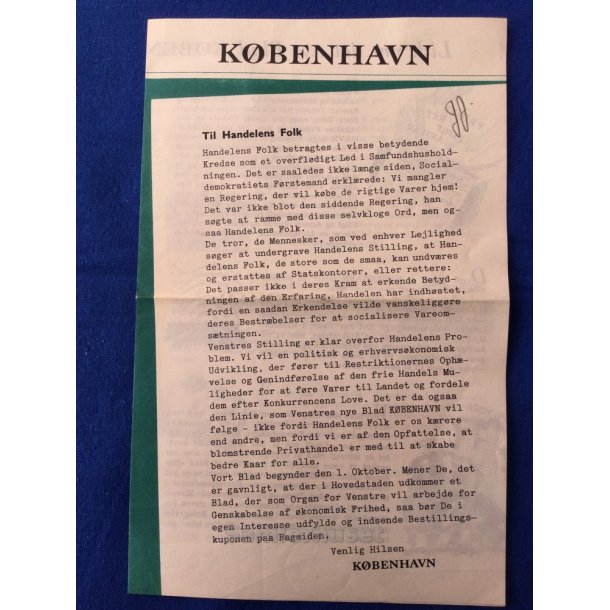 KØBENHAVN
Til Handelens Folk
Handelens Folk betragtes i visse betydende
Kredse som et overflødigt Led i Samfundshushold-
ningen. Det er saaledes ikke længe siden, Social-
demokratiets Førstemand erklærede: Vi mangler
en Regering, der vil købe de rigtige Varer hjem!
Det var ikke blot den siddende Regering, han
søgte at ramme med disse selvkloge Ord, men og-
saa Handelens Folk.
De tror, de Mennesker, som ved enhver Lejlighed
søger at undergrave Handelens Stilling, at Han-
delens Folk, de store som de smaa, kan undværes
og erstattes af Statskontorer, eller rettere:
Det passer ikke i deres Kram at erkende Betyd-
ningen af den Erfaring, Handelen har indhøstet,
fordi en saadan Erkendelse vilde vanskeliggøre
deres Bestræbelser for at socialisere Vareom-
sætningen.
Venstres Stilling er klar overfor Handelens Pro-
blem. Vi vil en politisk og erhvervsøkonomisk
Udvikling, der fører til Restriktionernes Ophæ-
velse og Genindførelse af den frie Handels Mu-
ligheder for at føre Varer til Landet og fordele
dem efter Konkurrencens Love. Det er da ogsaa
den Linie, som Venstres nye Blad KØBENHAVN vil
følge - ikke fordi Handelens Folk er os kærere
end andre, men fordi vi er af den Opfattelse, at
blomstrende Privathandel er med til at skabe
bedre Kaar for alle.
Vort Blad begynder den 1. Oktober. Mener De, det
er gavnligt, at der i Hovedstaden udkommer et
Blad, der som Organ for Venstre vil arbejde for
Genskabelse af økonomisk Frihed, saa bør De i
egen Interesse udfylde og indsende Bestillings-
kuponen paa Bagsiden.
Venlig Hilsen
KØBENHAVN